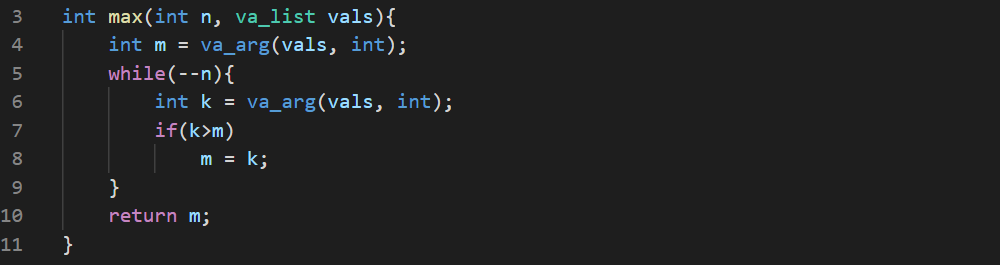 3 int max(int n, va_list vals){
4     int m = va_arg(vals, int);
5     while(--n){
6         int k = va_arg(vals, int);
7         if(k>m)
8             m = k;
9     }
10     return m;
11 }